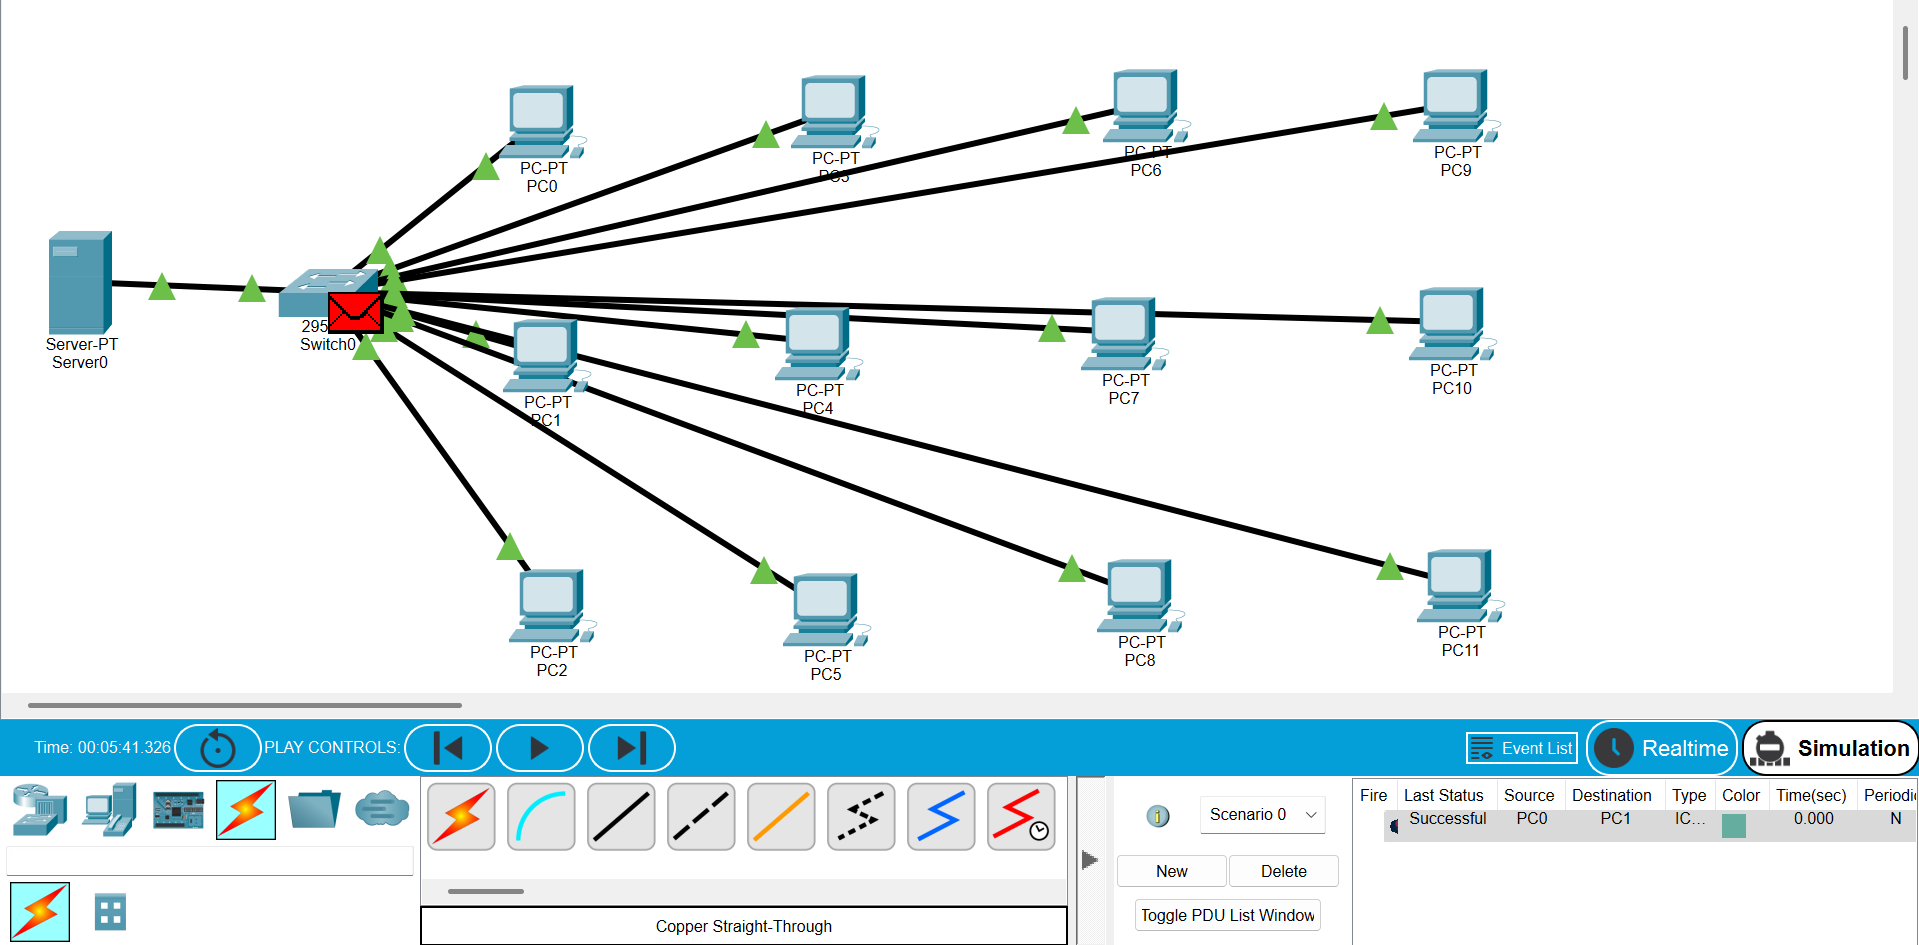 PC-PT
PC0
PC-PT
PC3
PC-PT
PC6
PC-PT
PC9
Server-PT
Server0
295
Switch0
PC-PT
PC1
PC-PT
PC4
PC-PT
PC7
PC-PT
PC10
PC-PT
PC2
PC-PT
PC5
PC-PT
PC8
PC-PT
PC11
Time: 00:05:41.326
PLAY CONTROLS:
Event List
Realtime
Simulation
Scenario 0
New
Delete
Toggle PDU List Window
Copper Straight-Through
Fire Last Status Source Destination Type Color Time(sec) Periodic
Successful PC0 PC1 IC... 0.000 N